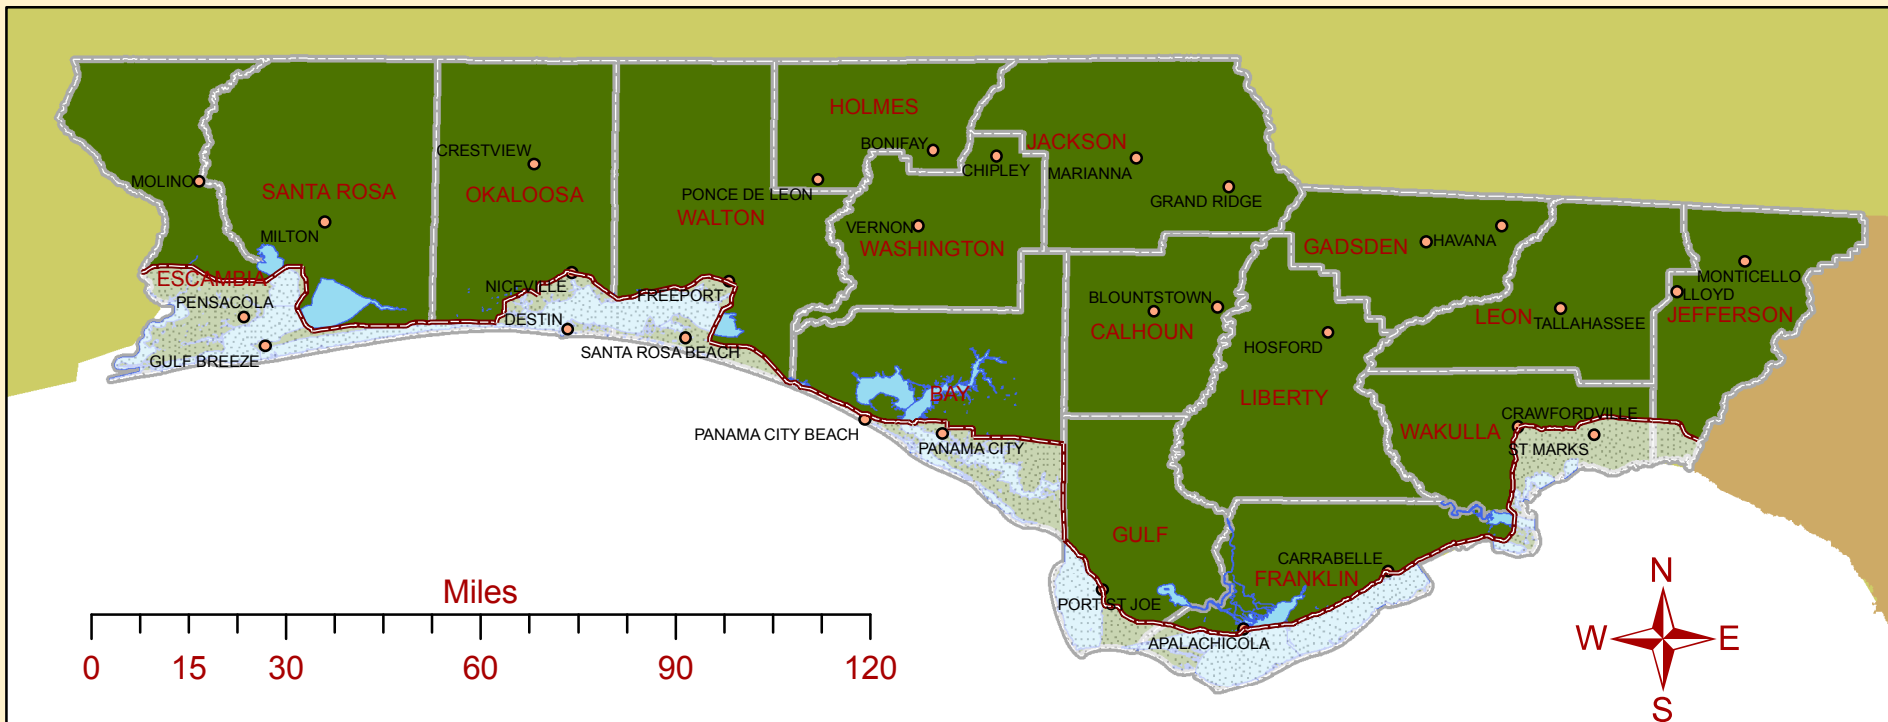 HOLMES
BONIFAY
JACKSON
CRESTVIEW
CHIPLEY
MARIANNA
MOLINO
SANTA ROSA
OKALOOSA
PONCE DE LEON
GRAND RIDGE
WALTON
VERNON
MILTON
WASHINGTON
GADSDEN
HAVANA
MONTICELLO
ESCAMBIA
NICEVILLE
FREEPORT
BLOUNTSTOWN
LLOYD
PENSACOLA
CALHOUN
LEON
TALLAHASSEE
JEFFERSON
DESTIN
HOSFORD
GULF BREEZE
SANTA ROSA BEACH
BAY
LIBERTY
CRAWFORDVILLE
PANAMA CITY BEACH
WAKULLA
PANAMA CITY
ST MARKS
GULF
CARRABELLE
FRANKLIN
PORT ST JOE
APALACHICOLA
Miles
0 15 30 60 90 120
N
W E
S